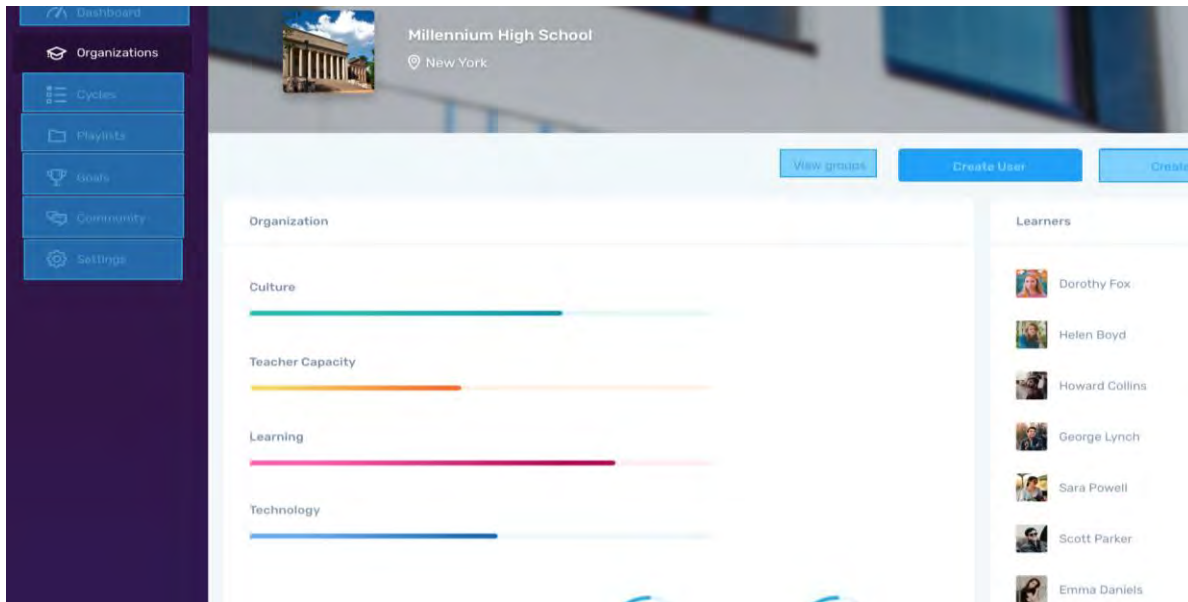 Dashboard
Organizations
Cycles
Playlists
Goals
Community
Settings
Millennium High School
New York
View groups
Create User
Create
Organization
Culture
Teacher Capacity
Learning
Technology
Learners
Dorothy Fox
Helen Boyd
Howard Collins
George Lynch
Sara Powell
Scott Parker
Emma Daniels